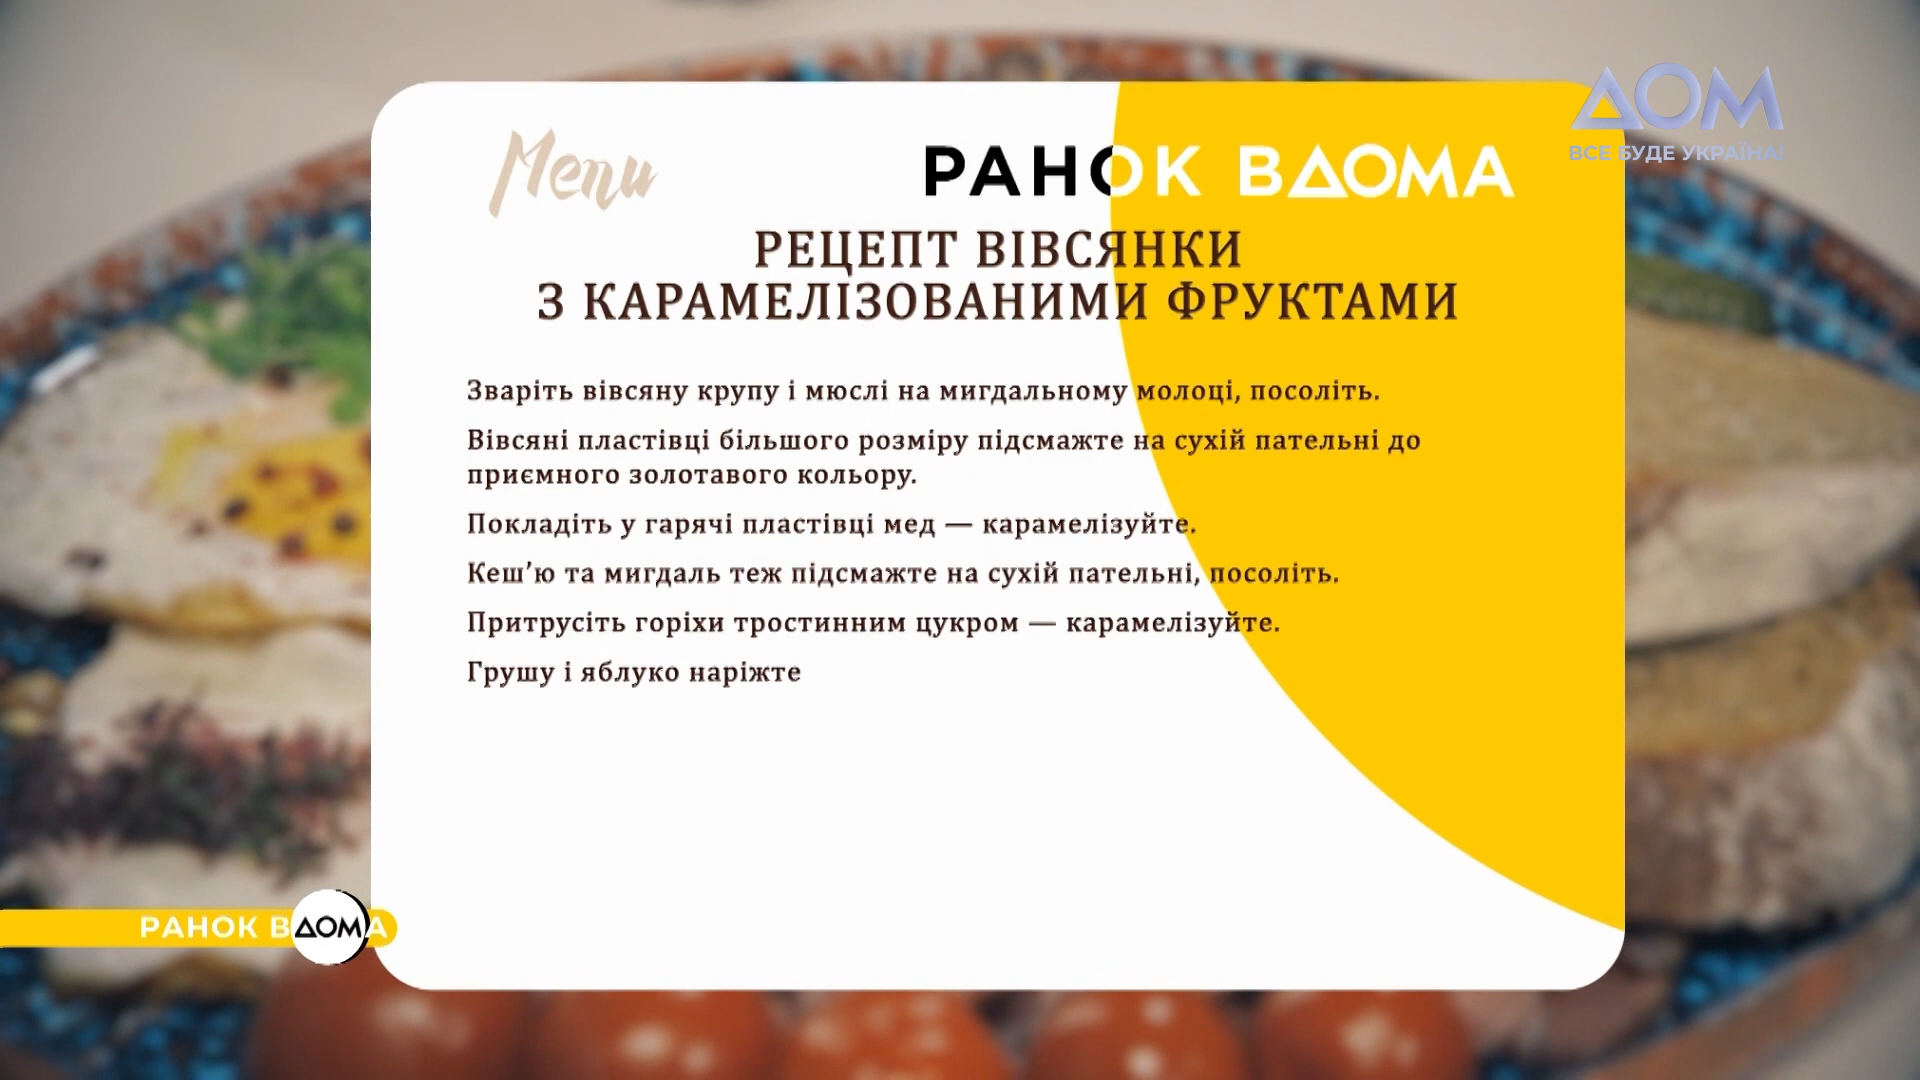 ДОМ
ВСЕ БУДЕ УКРАЇНА!
Menu
РАНОК ВДОМА
РЕЦЕПТ ВІВСЯНКИ
З КАРАМЕЛІЗОВАНИМИ ФРУКТАМИ
Зваріть вівсяну крупу і мюслі на мигдальному молоці, посоліть.
Вівсяні пластівці більшого розміру підсмажте на сухій пательні до
приємного золотавого кольору.
Покладіть у гарячі пластівці мед — карамелізуйте.
Кеш’ю та мигдаль теж підсмажте на сухій пательні, посоліть.
Притрусіть горіхи тростинним цукром — карамелізуйте.
Грушу і яблуко наріжте
РАНОК ВДОМА